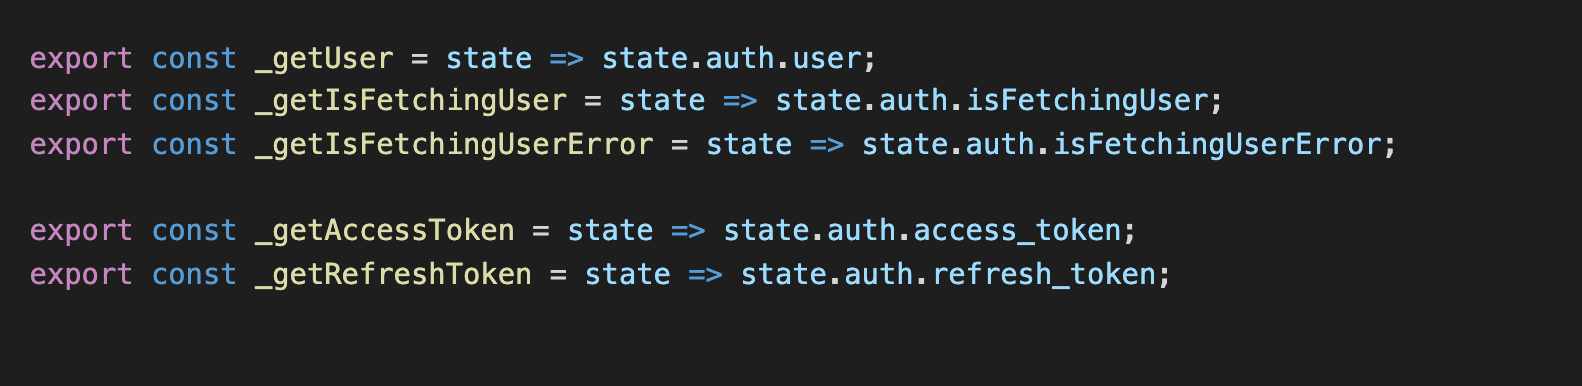 export const _getUser = state => state.auth.user;
export const _getIsFetchingUser = state => state.auth.isFetchingUser;
export const _getIsFetchingUserError = state => state.auth.isFetchingUserError;
export const _getAccessToken = state => state.auth.access_token;
export const _getRefreshToken = state => state.auth.refresh_token;